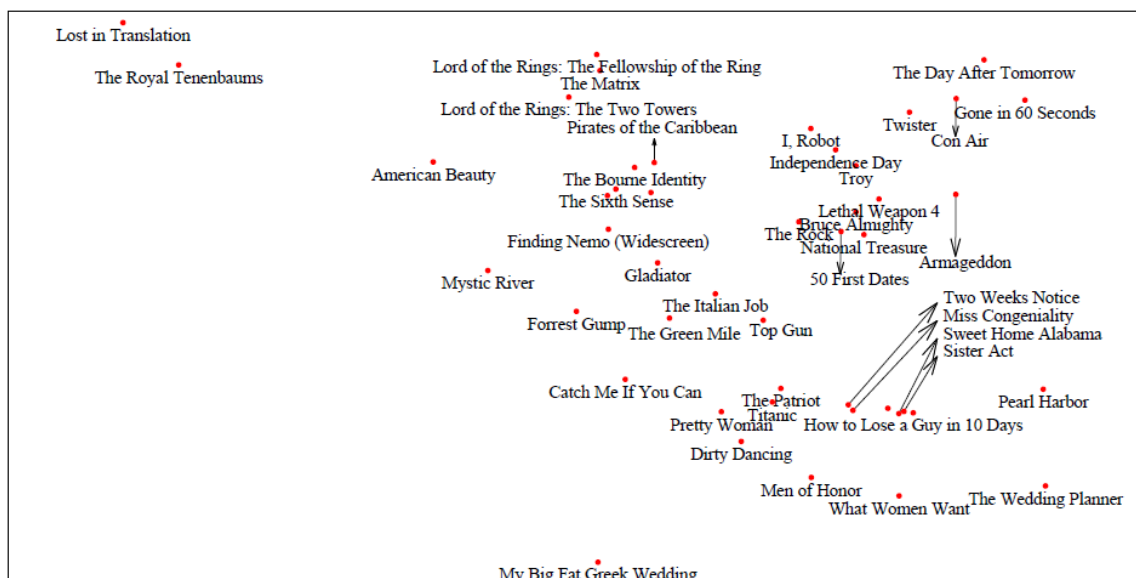 Lost in Translation
The Royal Tenenbaums
Lord of the Rings: The Fellowship of the Ring
The Day After Tomorrow
The Matrix
Lord of the Rings: The Two Towers
Gone in 60 Seconds
Twister
Pirates of the Caribbean
I, Robot
Con Air
Independence Day
American Beauty
The Bourne Identity
Troy
The Sixth Sense
Lethal Weapon 4
Bruce Almighty
The Rock
Finding Nemo (Widescreen)
National Treasure
Armageddon
Gladiator
Mystic River
50 First Dates
Two Weeks Notice
The Italian Job
Miss Congeniality
Forrest Gump
Top Gun
The Green Mile
Sweet Home Alabama
Sister Act
Catch Me If You Can
The Patriot
Pearl Harbor
Titanic
Pretty Woman
How to Lose a Guy in 10 Days
Dirty Dancing
Men of Honor
The Wedding Planner
What Women Want
My Big Fat Greek Wedding